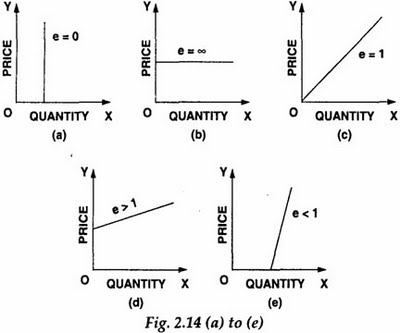 Y
PRICE
e = 0
O
QUANTITY
X
(a)
Y
PRICE
e = ∞
O
QUANTITY
X
(b)
Y
PRICE
e = 1
O
QUANTITY
X
(c)
Y
PRICE
e > 1
O
QUANTITY
X
(d)
Y
PRICE
e < 1
O
QUANTITY
X
(e)
Fig. 2.14 (a) to (e)